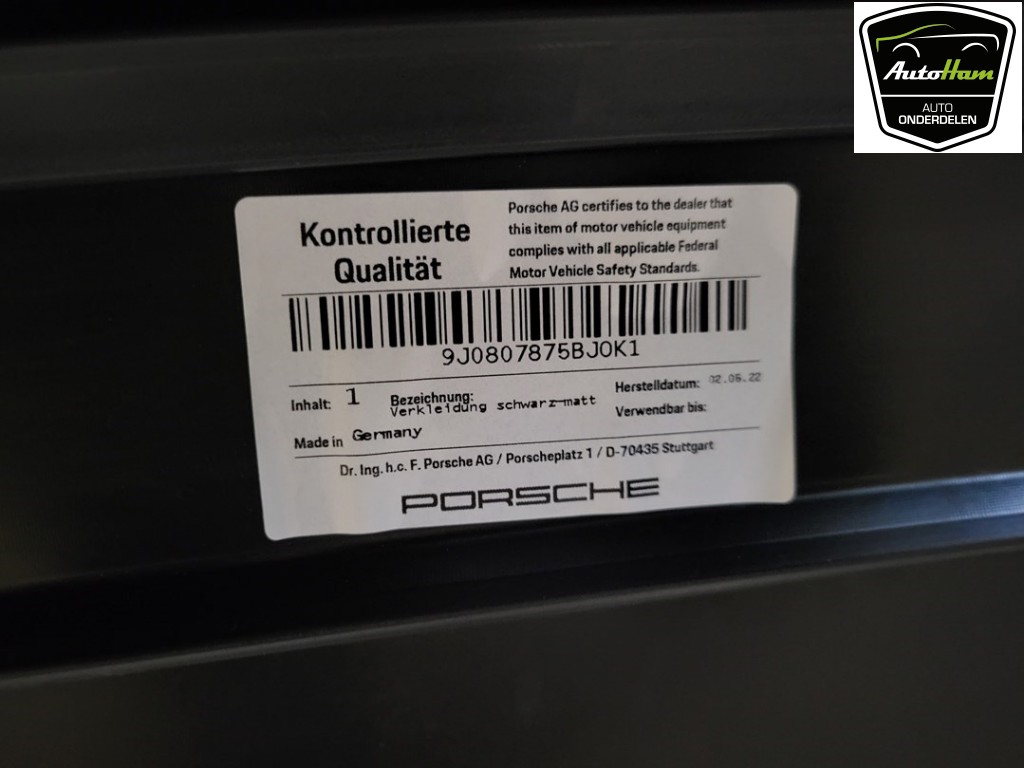 AutoHam
AUTO
ONDERDELEN
Kontrollierte
Qualität
Porsche AG certifies to the dealer that
this item of motor vehicle equipment
complies with all applicable Federal
Motor Vehicle Safety Standards.
9J0807875BJ0K1
Inhalt: 1
Bezeichnung:
Verkleidung schwarz-matt
Herstelldatum: 02.06.22
Verwendbar bis:
Made in Germany
Dr. Ing. h.c. F. Porsche AG / Porscheplatz 1 / D-70435 Stuttgart
PORSCHE